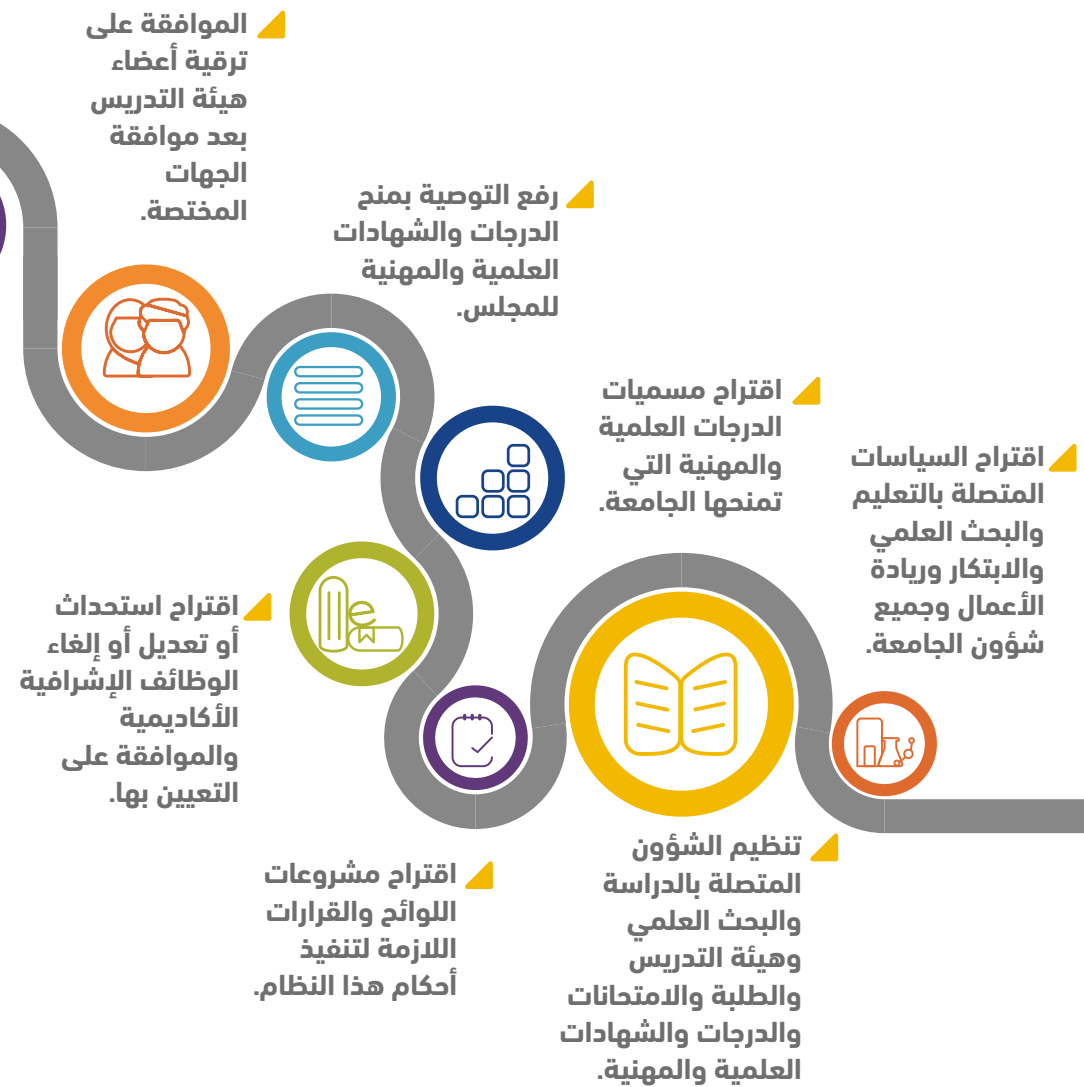 اقتراح السياسات
المتصلة بالتعليم
والبحث العلمي
والابتكار وريادة
الأعمال وجميع
شؤون الجامعة.
تنظيم الشؤون
المتصلة بالدراسة
والبحث العلمي
وهيئة التدريس
والطلبة والامتحانات
والدرجات والشهادات
العلمية والمهنية.
اقتراح مشروعات
اللوائح والقرارات
اللازمة لتنفيذ
أحكام هذا النظام.
اقتراح استحداث
أو تعديل أو إلغاء
الوظائف الإشرافية
الأكاديمية
والموافقة على
التعيين بها.
اقتراح مسميات
الدرجات العلمية
والمهنية التي
تمنحها الجامعة.
رفع التوصية بمنح
الدرجات والشهادات
العلمية والمهنية
للمجلس.
الموافقة على
ترقية أعضاء
هيئة التدريس
بعد موافقة
الجهات
المختصة.